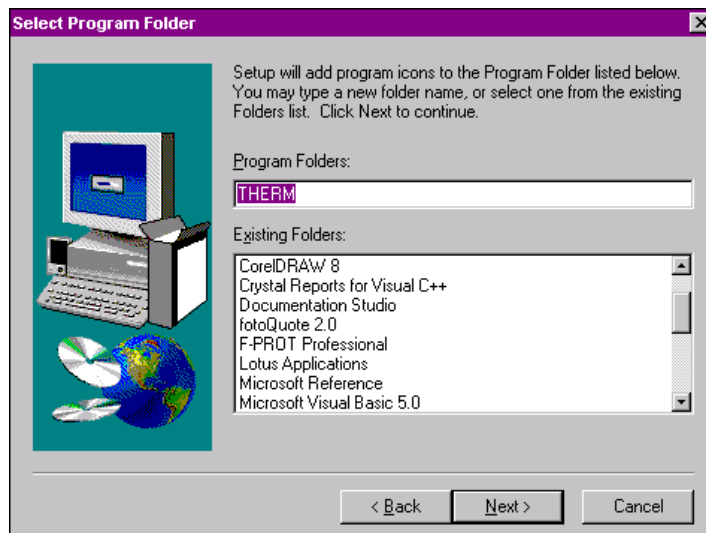 Select Program Folder
Setup will add program icons to the Program Folder listed below.
You may type a new folder name, or select one from the existing
Folders list.  Click Next to continue.
Program Folders:
THERM
Existing Folders:
CorelDRAW 8
Crystal Reports for Visual C++
Documentation Studio
fotoQuote 2.0
F-PROT Professional
Lotus Applications
Microsoft Reference
Microsoft Visual Basic 5.0
< Back
Next >
Cancel